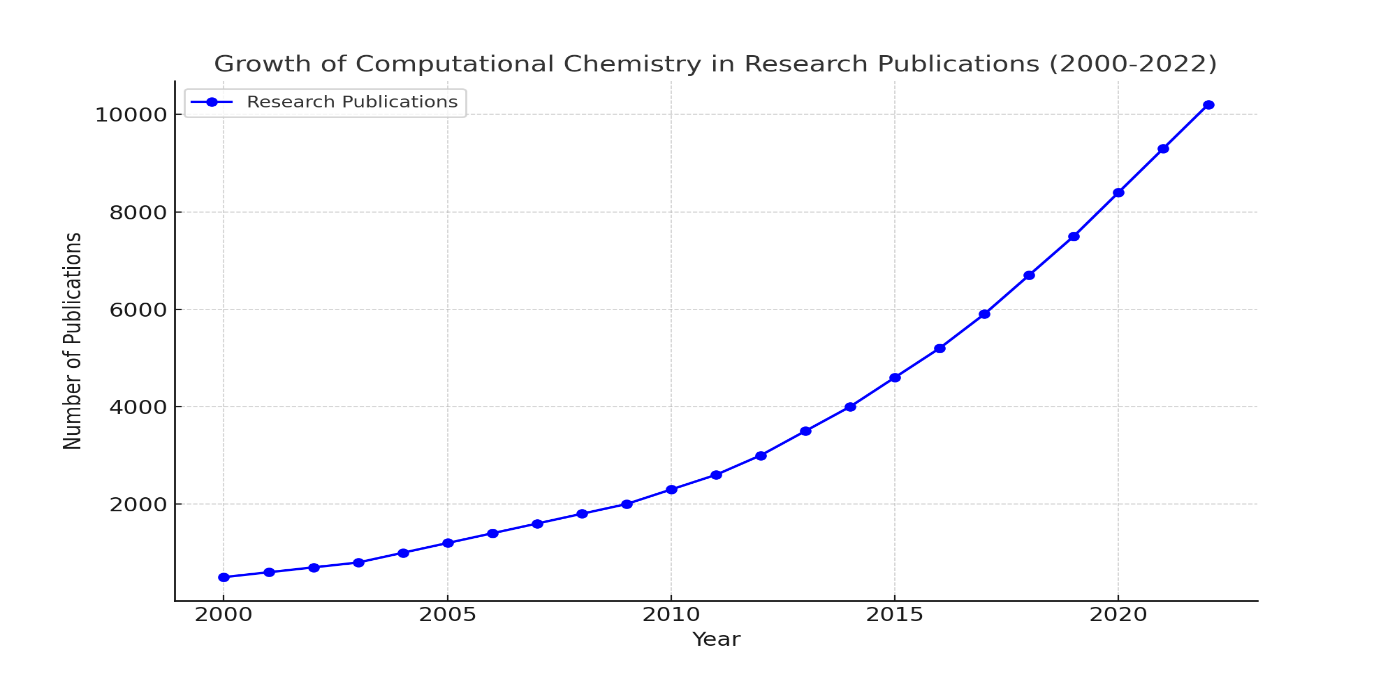 Growth of Computational Chemistry in Research Publications (2000-2022)
Research Publications
10000
8000
6000
4000
2000
Number of Publications
2000 2005 2010 2015 2020
Year